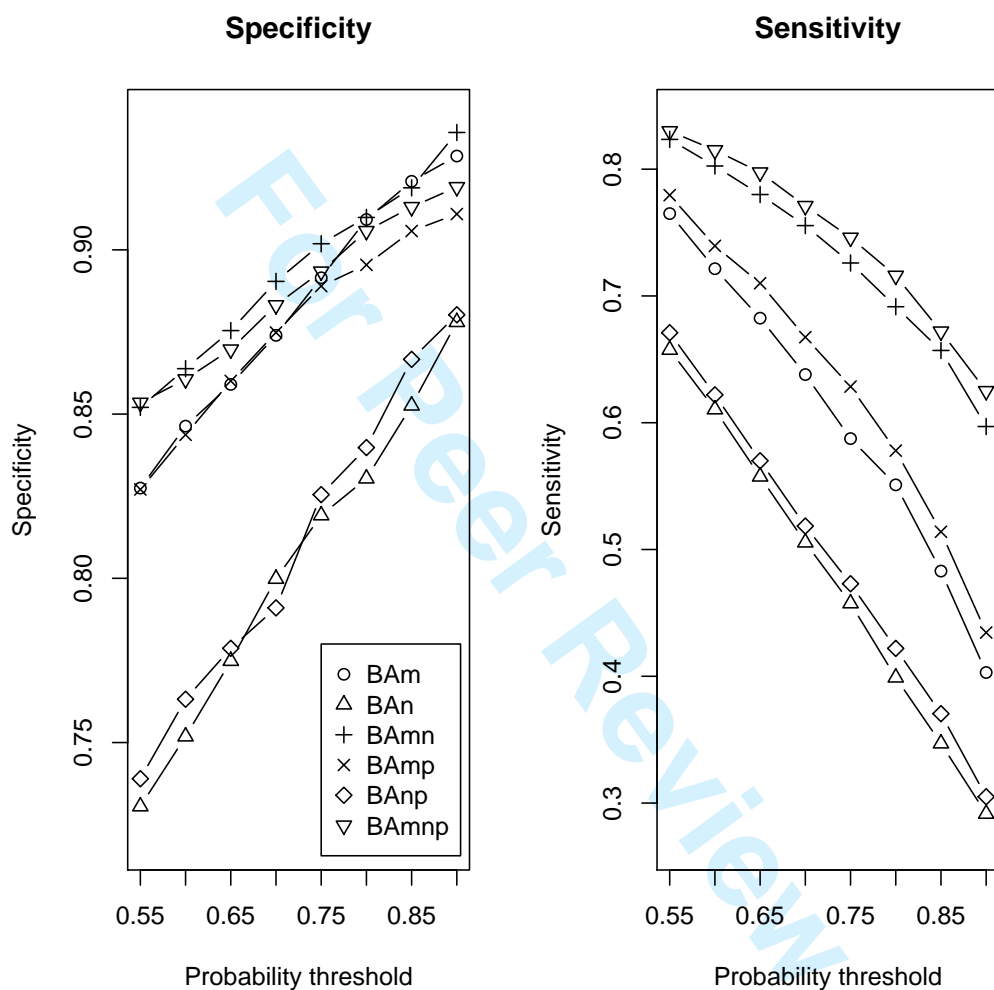 Specificity
Specificity
0.90
0.85
0.80
0.75
0.55
0.65
0.75
0.85
Probability threshold
BAm
BAn
BAmn
BAmp
BAnp
BAmnp
Sensitivity
Sensitivity
0.8
0.7
0.6
0.5
0.4
0.3
0.55
0.65
0.75
0.85
Probability threshold
For Peer Review